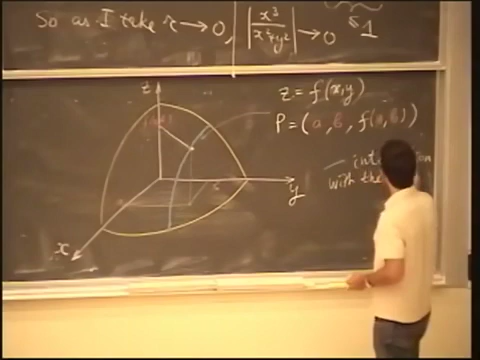 So as I take r → 0, |x³/x²+y²| → 0
1
z = f(x,y)
P = (a, b, f(a,b))
z
y
x
with the